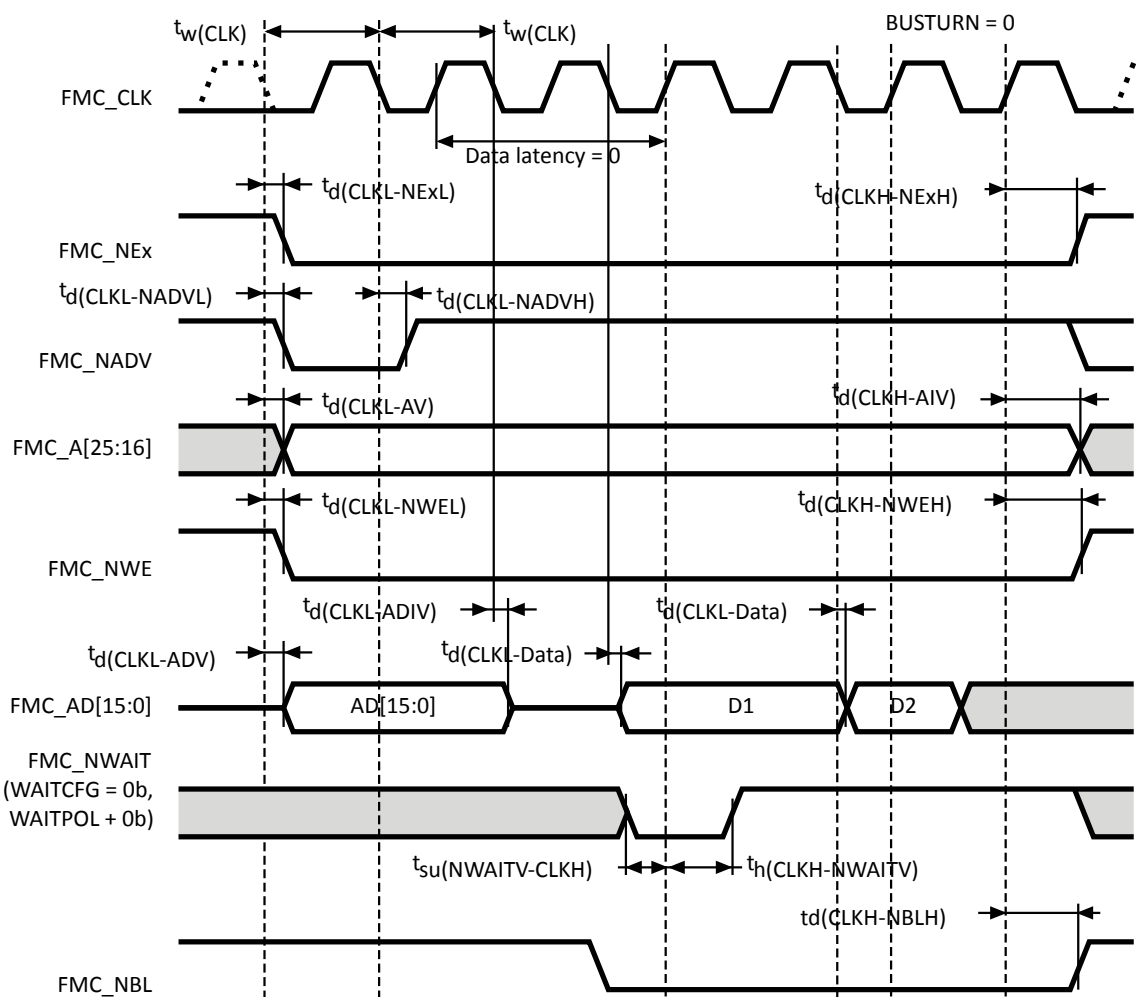 BUSTURN = 0
tw(CLK) tw(CLK)
FMC_CLK
Data latency = 0
td(CLKL-NExL) td(CLKH-NExH)
FMC_NEx
td(CLKL-NADVL) td(CLKL-NADVH)
FMC_NADV
td(CLKL-AV) td(CLKH-AIV)
FMC_A[25:16]
td(CLKL-NWEL) td(CLKH-NWEH)
FMC_NWE
td(CLKL-ADIV) td(CLKL-Data)
td(CLKL-ADV) td(CLKL-Data)
FMC_AD[15:0] AD[15:0] D1 D2
FMC_NWAIT
(WAITCFG = 0b,
WAITPOL + 0b)
tsu(NWAITV-CLKH) th(CLKH-NWAITV)
td(CLKH-NBLH)
FMC_NBL